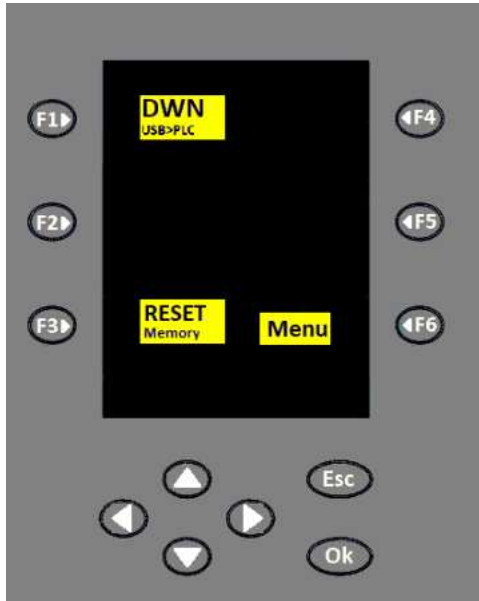 F1
DWN
USB>PLC
F4
F2
F5
F3
RESET
Memory
Menu
F6
Esc
Ok